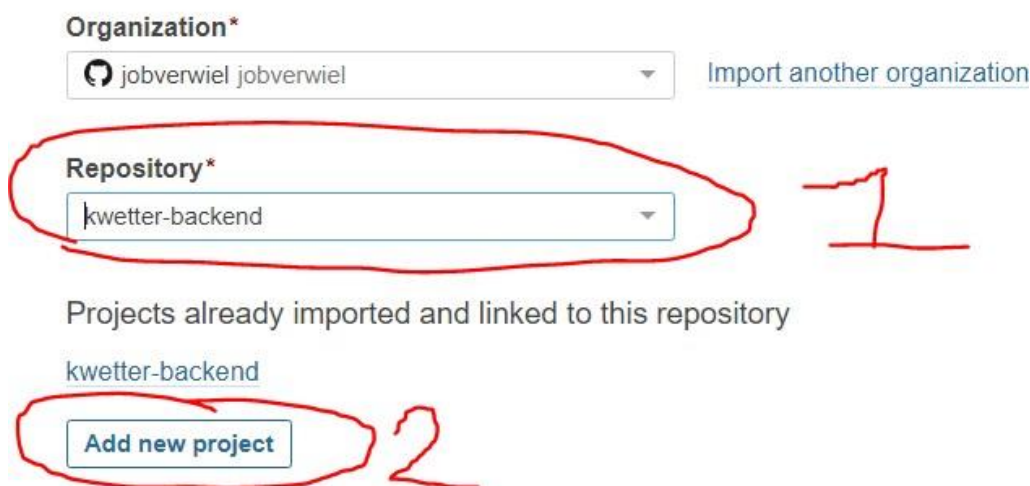 Organization*
jobverwiel jobverwiel
Import another organization
Repository*
kwetter-backend
1
Projects already imported and linked to this repository
kwetter-backend
Add new project
2